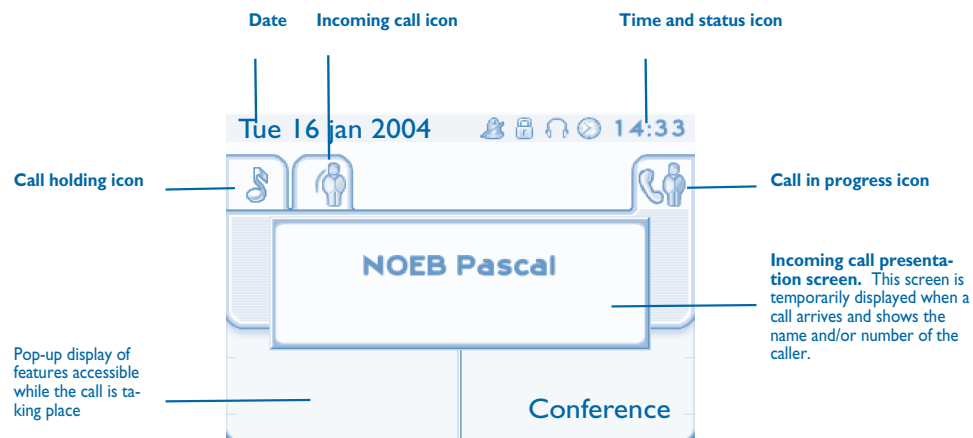 Date
Incoming call icon
Time and status icon
Tue 16 jan 2004
14:33
Call holding icon
Call in progress icon
NOEB Pascal
Incoming call presenta-
tion screen. This screen is
temporarily displayed when a
call arrives and shows the
name and/or number of the
caller.
Pop-up display of
features accessible
while the call is ta-
king place
Conference